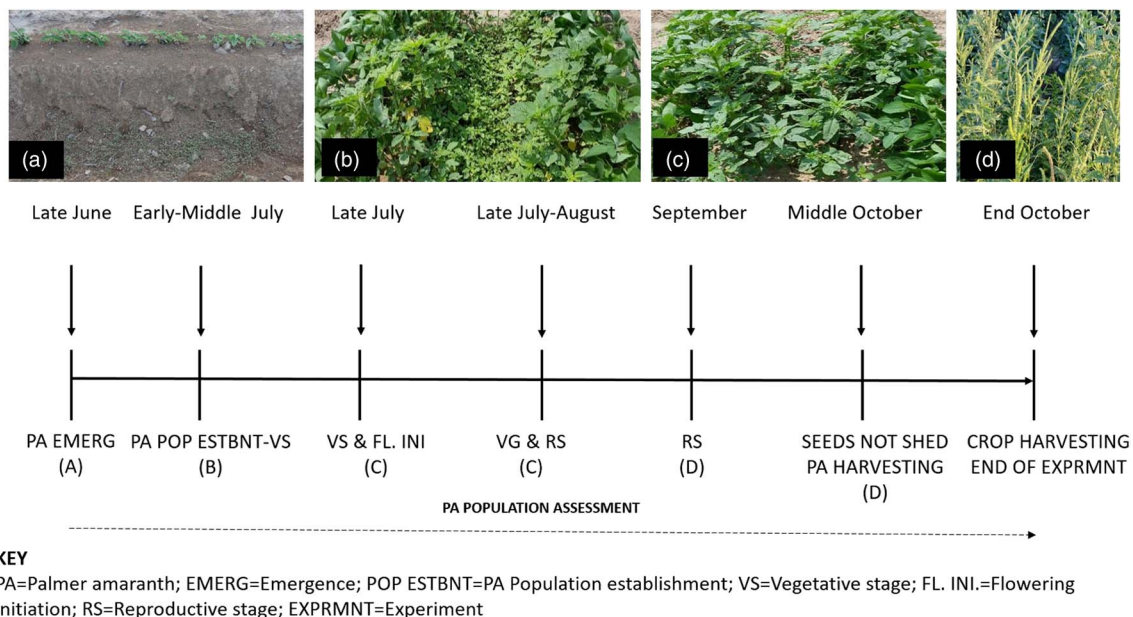 (a) (b) (c) (d)
Late June Early-Middle July Late July Late July-August September Middle October End October
PA EMERG PA POP ESTBNT-VS VS & FL. INI VG & RS RS SEEDS NOT SHED CROP HARVESTING
(A) (B) (C) (C) (D) PA HARVESTING END OF EXPRMNT
(D)
PA POPULATION ASSESSMENT
KEY
PA=Palmer amaranth; EMERG=Emergence; POP ESTBNT=PA Population establishment; VS=Vegetative stage; FL. INI.=Flowering
nitiation; RS=Reproductive stage; EXPRMNT=Experiment